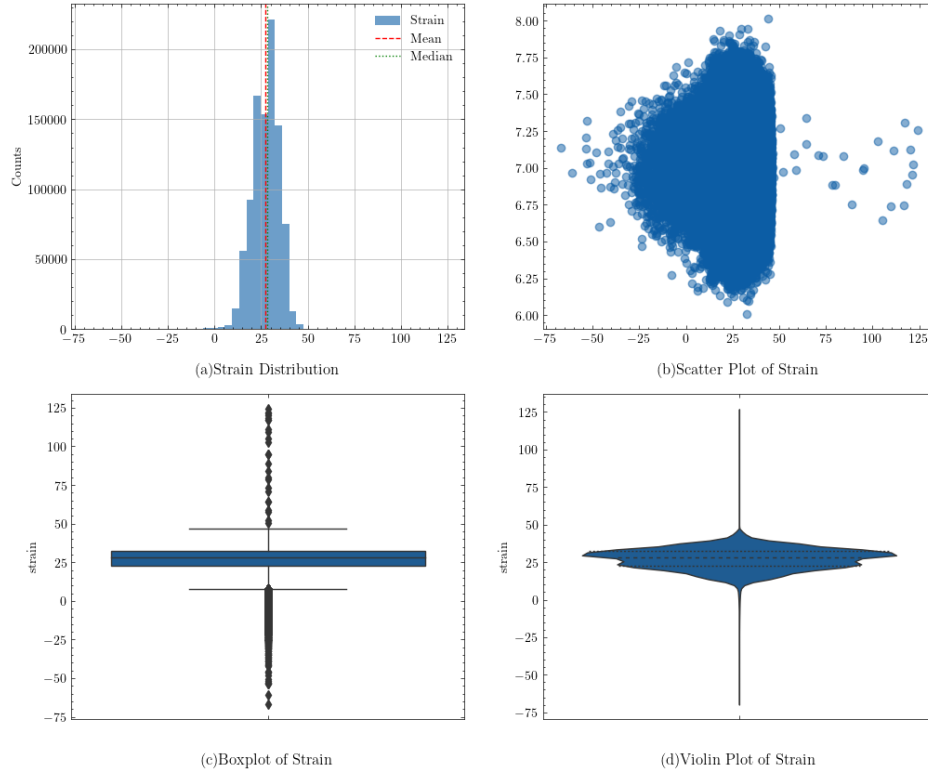 Strain
Mean
Median
200000
150000
100000
50000
0
Counts
−75 −50 −25 0 25 50 75 100 125
(a)Strain Distribution
8.00
7.75
7.50
7.25
7.00
6.75
6.50
6.25
6.00
−75 −50 −25 0 25 50 75 100 125
(b)Scatter Plot of Strain
125
100
75
50
25
0
−25
−50
−75
strain
(c)Boxplot of Strain
125
100
75
50
25
0
−25
−50
−75
strain
(d)Violin Plot of Strain